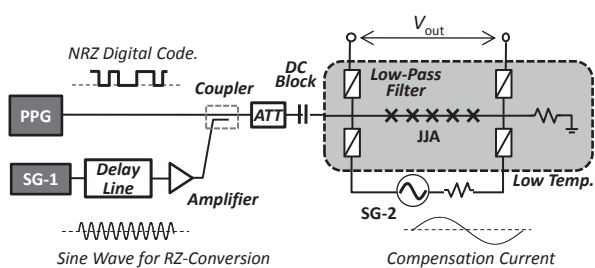 NRZ Digital Code.
V out
DC
Block
Coupler
Low-Pass
Filter
PPG
ATT
JJA
SG-1
Delay
Line
Amplifier
Low Temp.
SG-2
Sine Wave for RZ-Conversion
Compensation Current